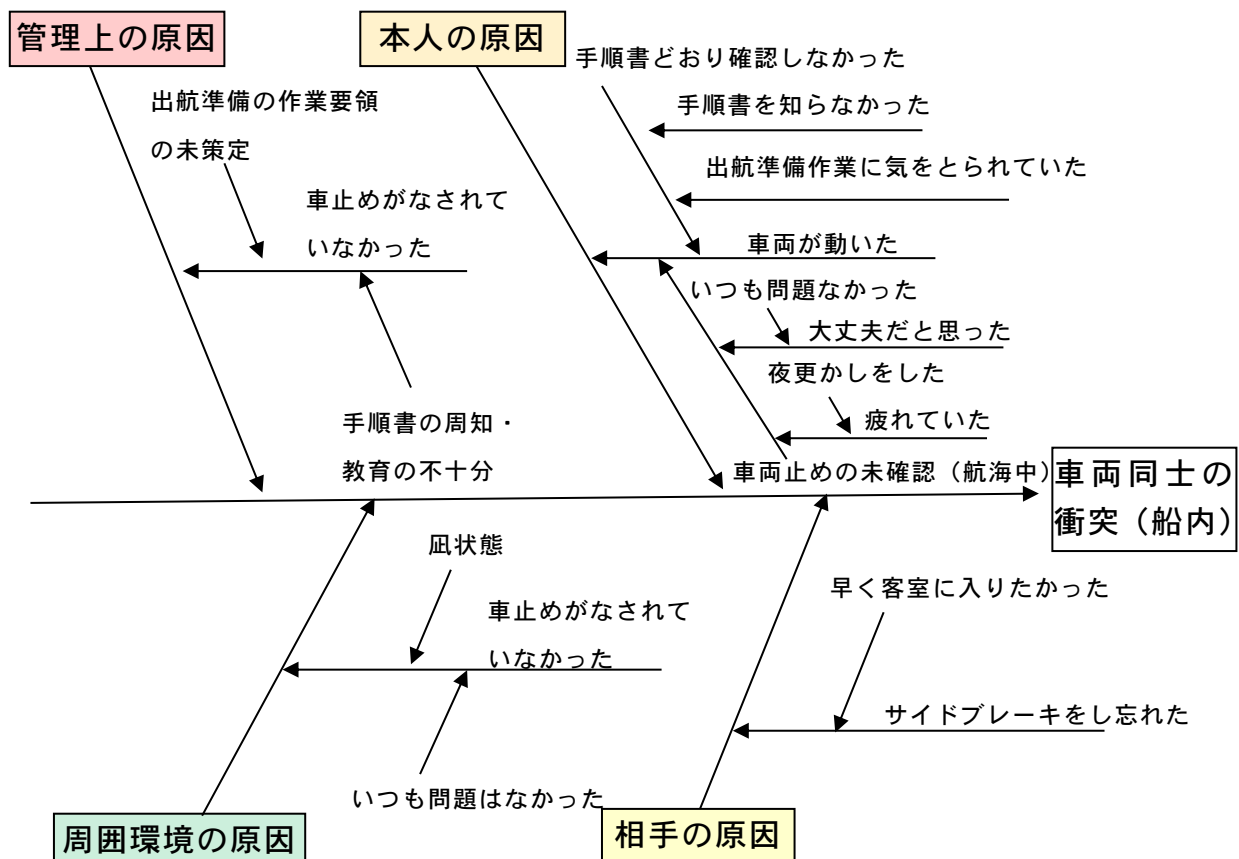 管理上の原因
本人の原因
手順書どおり確認しなかった
手順書を知らなかった
出航準備の作業要領
の未策定
出航準備作業に気をとられていた
車止めがなされて
いなかった
車両が動いた
いつも問題なかった
大丈夫だと思った
夜更かしをした
疲れていた
手順書の周知・
教育の不十分
車両止めの未確認（航海中）
車両同士の
衝突（船内）
凪状態
車止めがなされて
いなかった
早く客室に入りたかった
サイドブレーキをし忘れた
いつも問題はなかった
周囲環境の原因
相手の原因